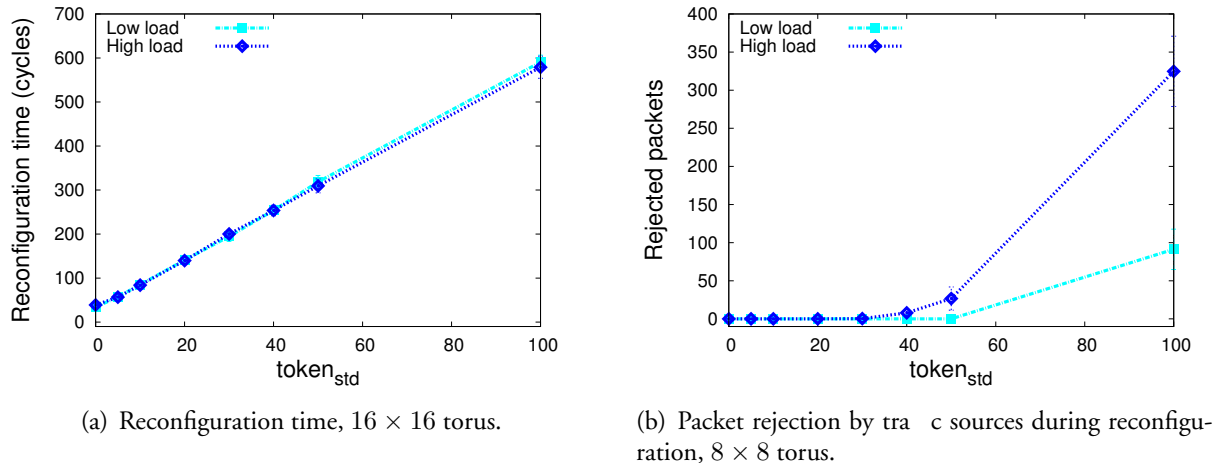 700
600
500
400
300
200
100
0
Reconfiguration time (cycles)
Low load
High load
0 20 40 60 80 100
token_std
(a) Reconfiguration time, 16 × 16 torus.
400
350
300
250
200
150
100
50
0
Rejected packets
Low load
High load
0 20 40 60 80 100
token_std
(b) Packet rejection by tra c sources during reconfigu-
ration, 8 × 8 torus.